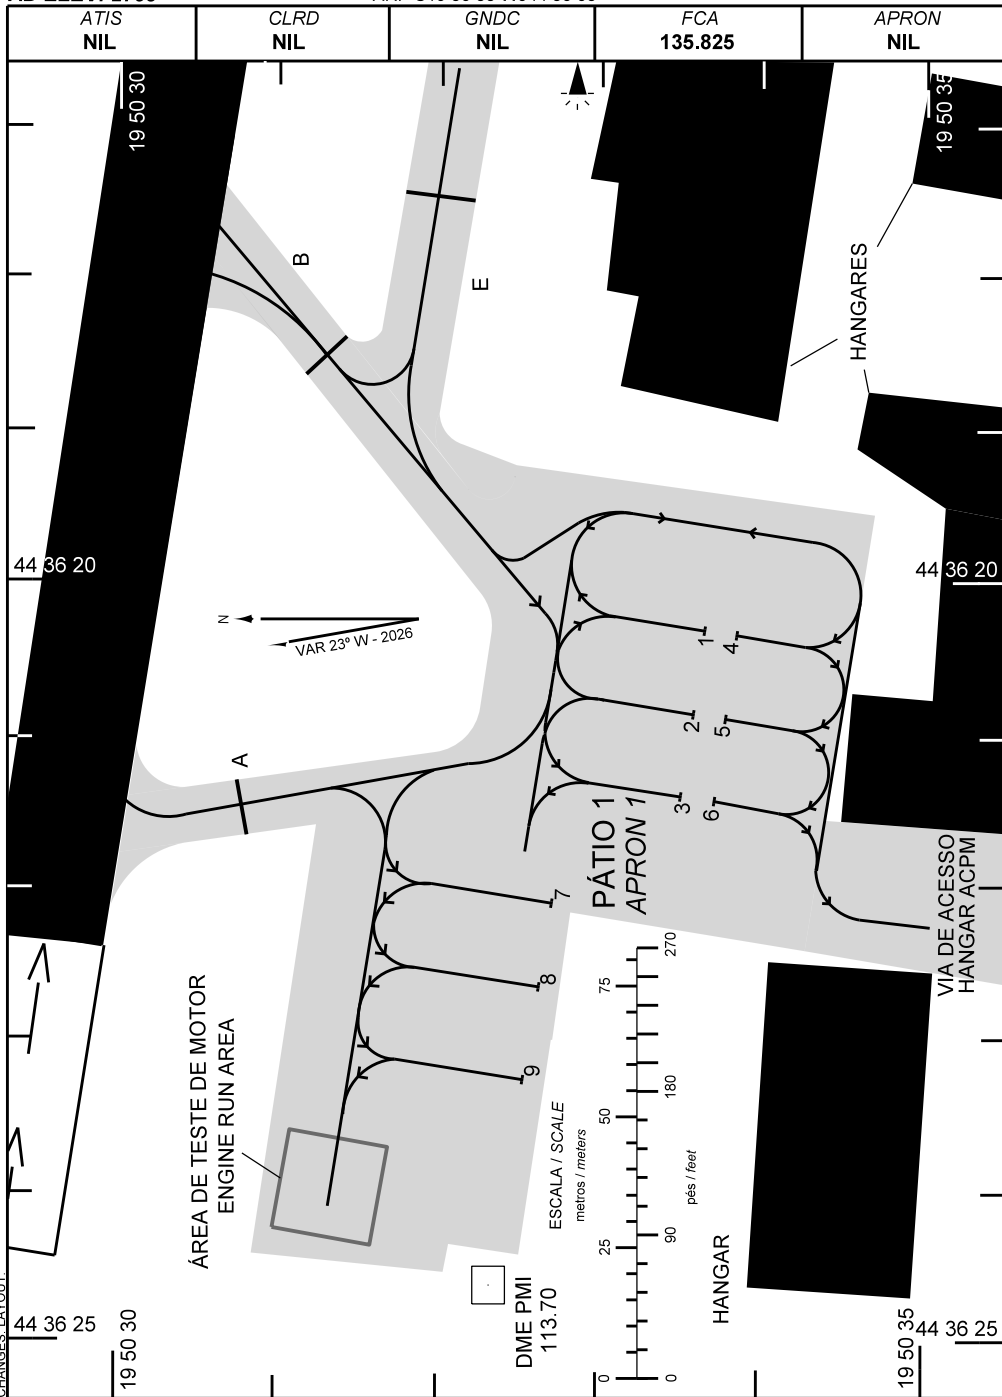 ATIS
NIL
CLRD
NIL
GNDC
NIL
FCA
135.825
APRON
NIL
19 50 30
19 50 35
B
E
HANGARES
44 36 20
44 36 20
N
VAR 23º W - 2026
A
1
4
2
5
3
6
7
8
9
PÁTIO 1
APRON 1
VIA DE ACESSO
HANGAR ACPM
ÁREA DE TESTE DE MOTOR
ENGINE RUN AREA
ESCALA / SCALE
metros / meters
0 25 50 75
0 90 180 270
pés / feet
DME PMI
113.70
HANGAR
44 36 25
44 36 25
19 50 30
19 50 35
CHANGES: LAYOUT.